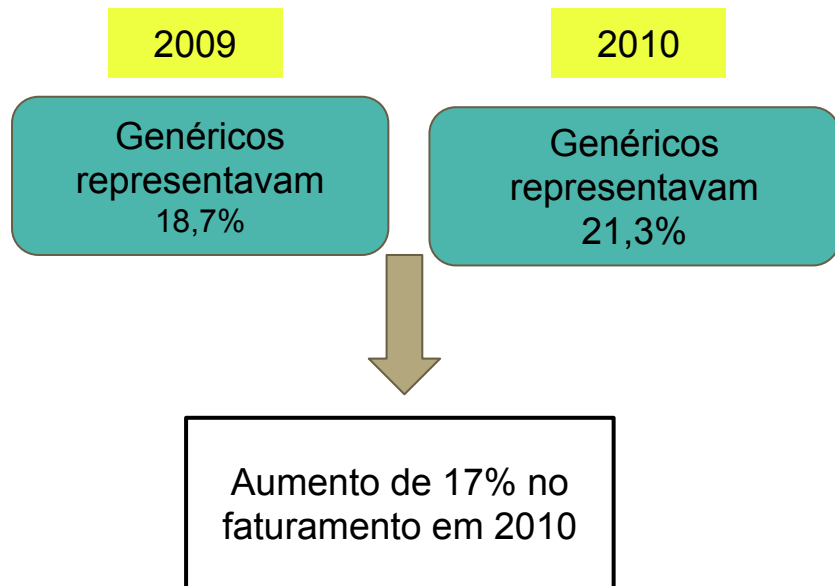 2009
2010
Genéricos
representavam
18,7%
Genéricos
representavam
21,3%
Aumento de 17% no
faturamento em 2010